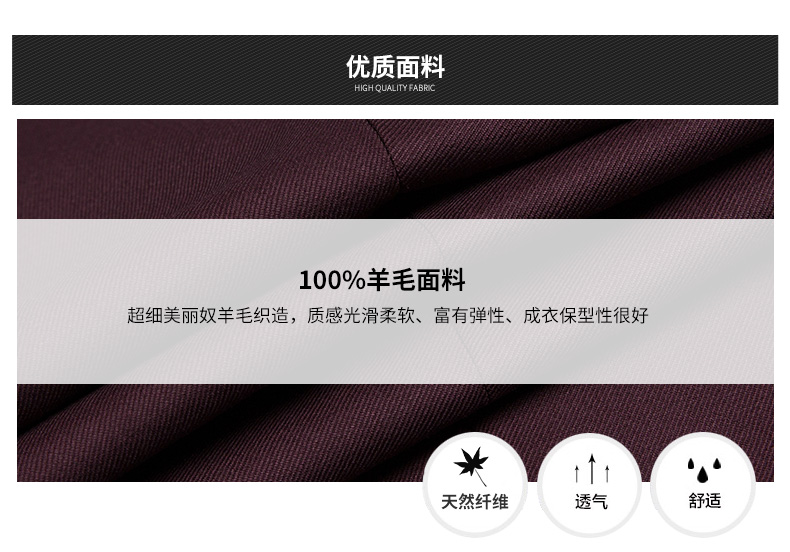 优质面料
HIGH QUALITY FABRIC
100%羊毛面料
超细美丽奴羊毛织造，质感光滑柔软、富有弹性、成衣保型性很好
天然纤维
透气
舒适